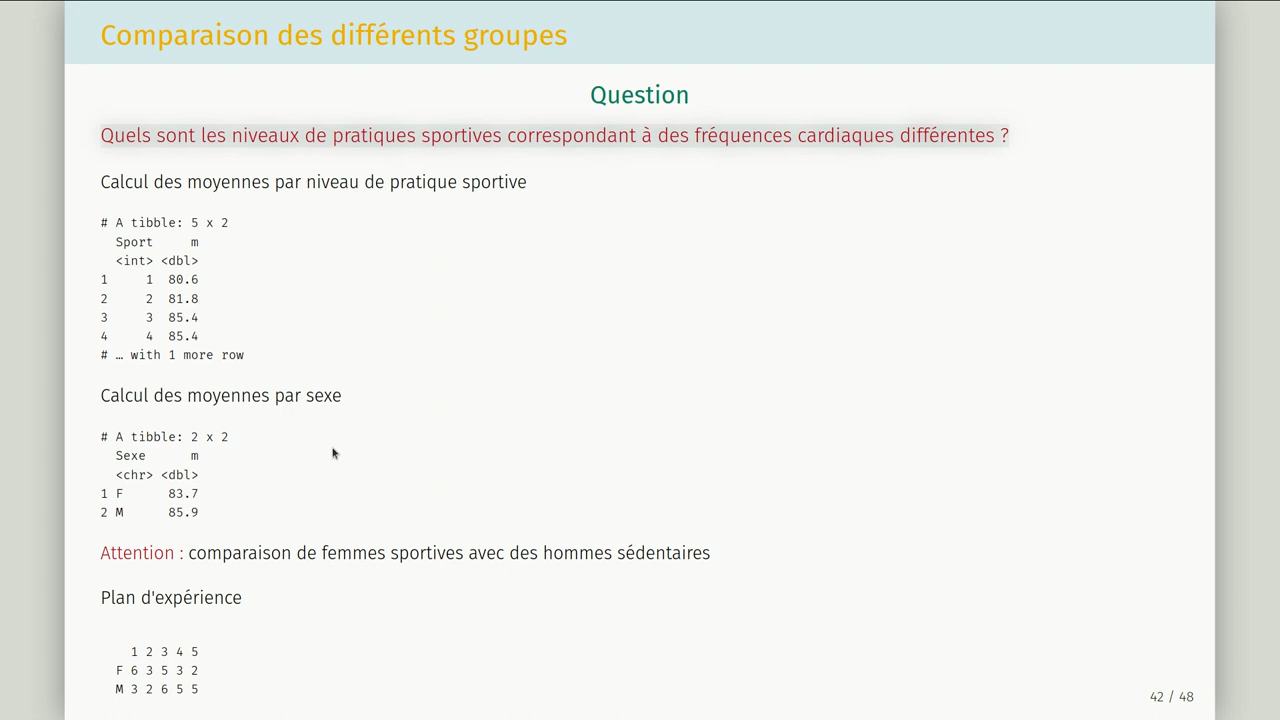 Comparaison des différents groupes
Question
Quels sont les niveaux de pratiques sportives correspondant à des fréquences cardiaques différentes ?
Calcul des moyennes par niveau de pratique sportive
# A tibble: 5 x 2
Sport m
<int> <dbl>
1 1 80.6
2 2 81.8
3 3 85.4
4 4 85.4
# … with 1 more row
Calcul des moyennes par sexe
# A tibble: 2 x 2
Sexe m
<chr> <dbl>
1 F 83.7
2 M 85.9
Attention : comparaison de femmes sportives avec des hommes sédentaires
Plan d'expérience
1 2 3 4 5
F 6 3 5 3 2
M 3 2 6 5 5
42 / 48